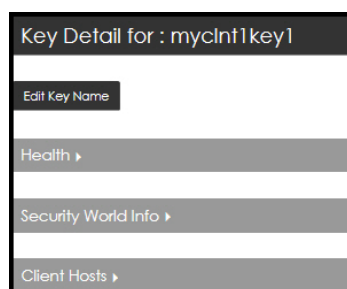 Key Detail for : myclnt1key1
Edit Key Name
Health
Security World Info
Client Hosts